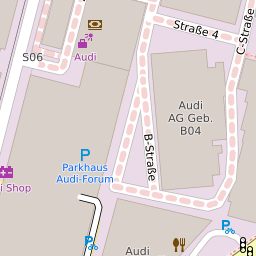 Straße 4
C-Straße
S06
Audi
Audi
AG Geb.
B04
B-Straße
P
Parkhaus
Audi-Forum
i Shop
Audi